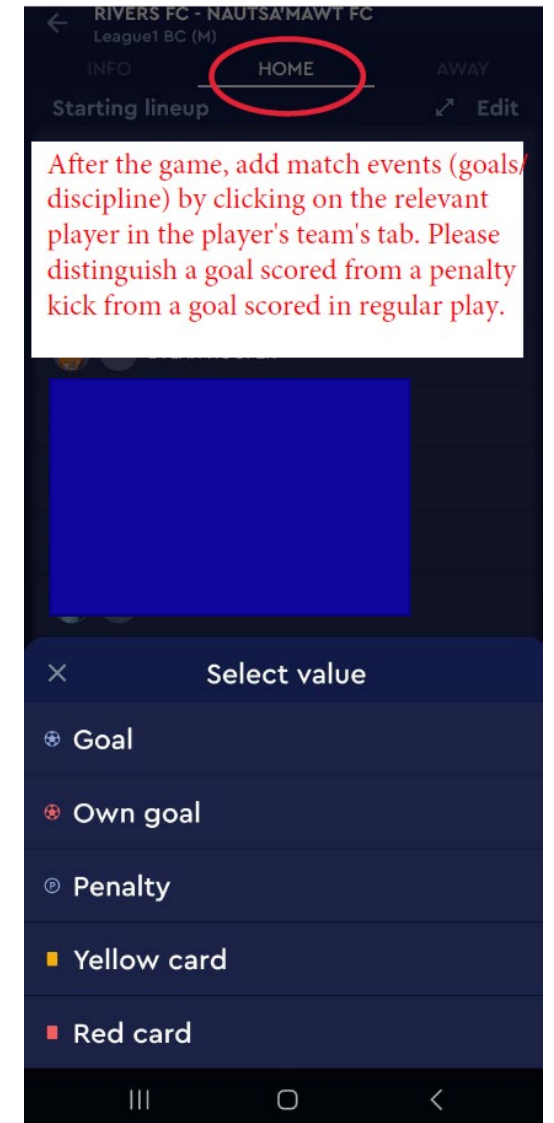 RIVERS FC - NAUTSA'MAWT FC
League1 BC (M)
INFO HOME AWAY
Starting lineup Edit
After the game, add match events (goals/
discipline) by clicking on the relevant
player in the player's team's tab. Please
distinguish a goal scored from a penalty
kick from a goal scored in regular play.
Select value
Goal
Own goal
P Penalty
Yellow card
Red card